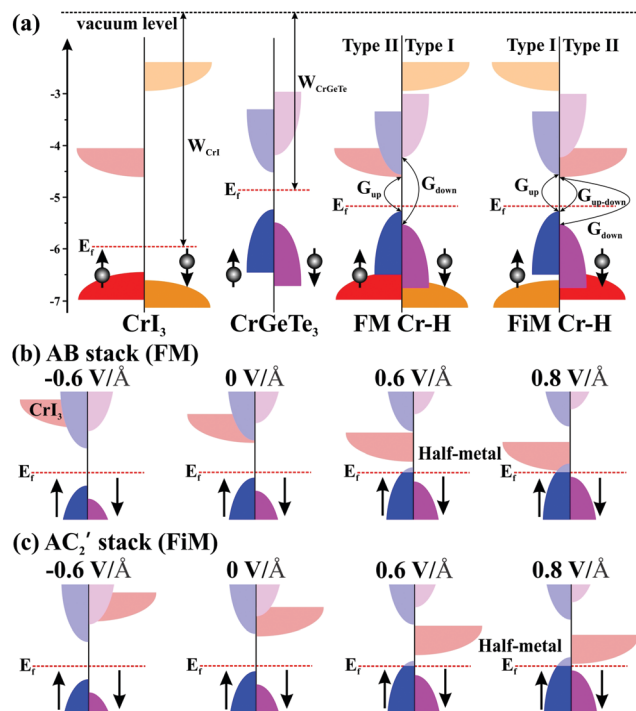 (a)
vacuum level
Type II Type I
Type I Type II
W_CrGeTe
W_CrI
-3
-4
-5
-6
-7
G_up
G_down
G_up
G_up-down
G_down
E_f
E_f
E_f
E_f
CrI₃
CrGeTe₃
FM Cr-H
FiM Cr-H
(b) AB stack (FM)
-0.6 V/Å
0 V/Å
0.6 V/Å
0.8 V/Å
CrI₃
Half-metal
E_f
E_f
E_f
E_f
(c) AC₂′ stack (FiM)
-0.6 V/Å
0 V/Å
0.6 V/Å
0.8 V/Å
Half-metal
E_f
E_f
E_f
E_f